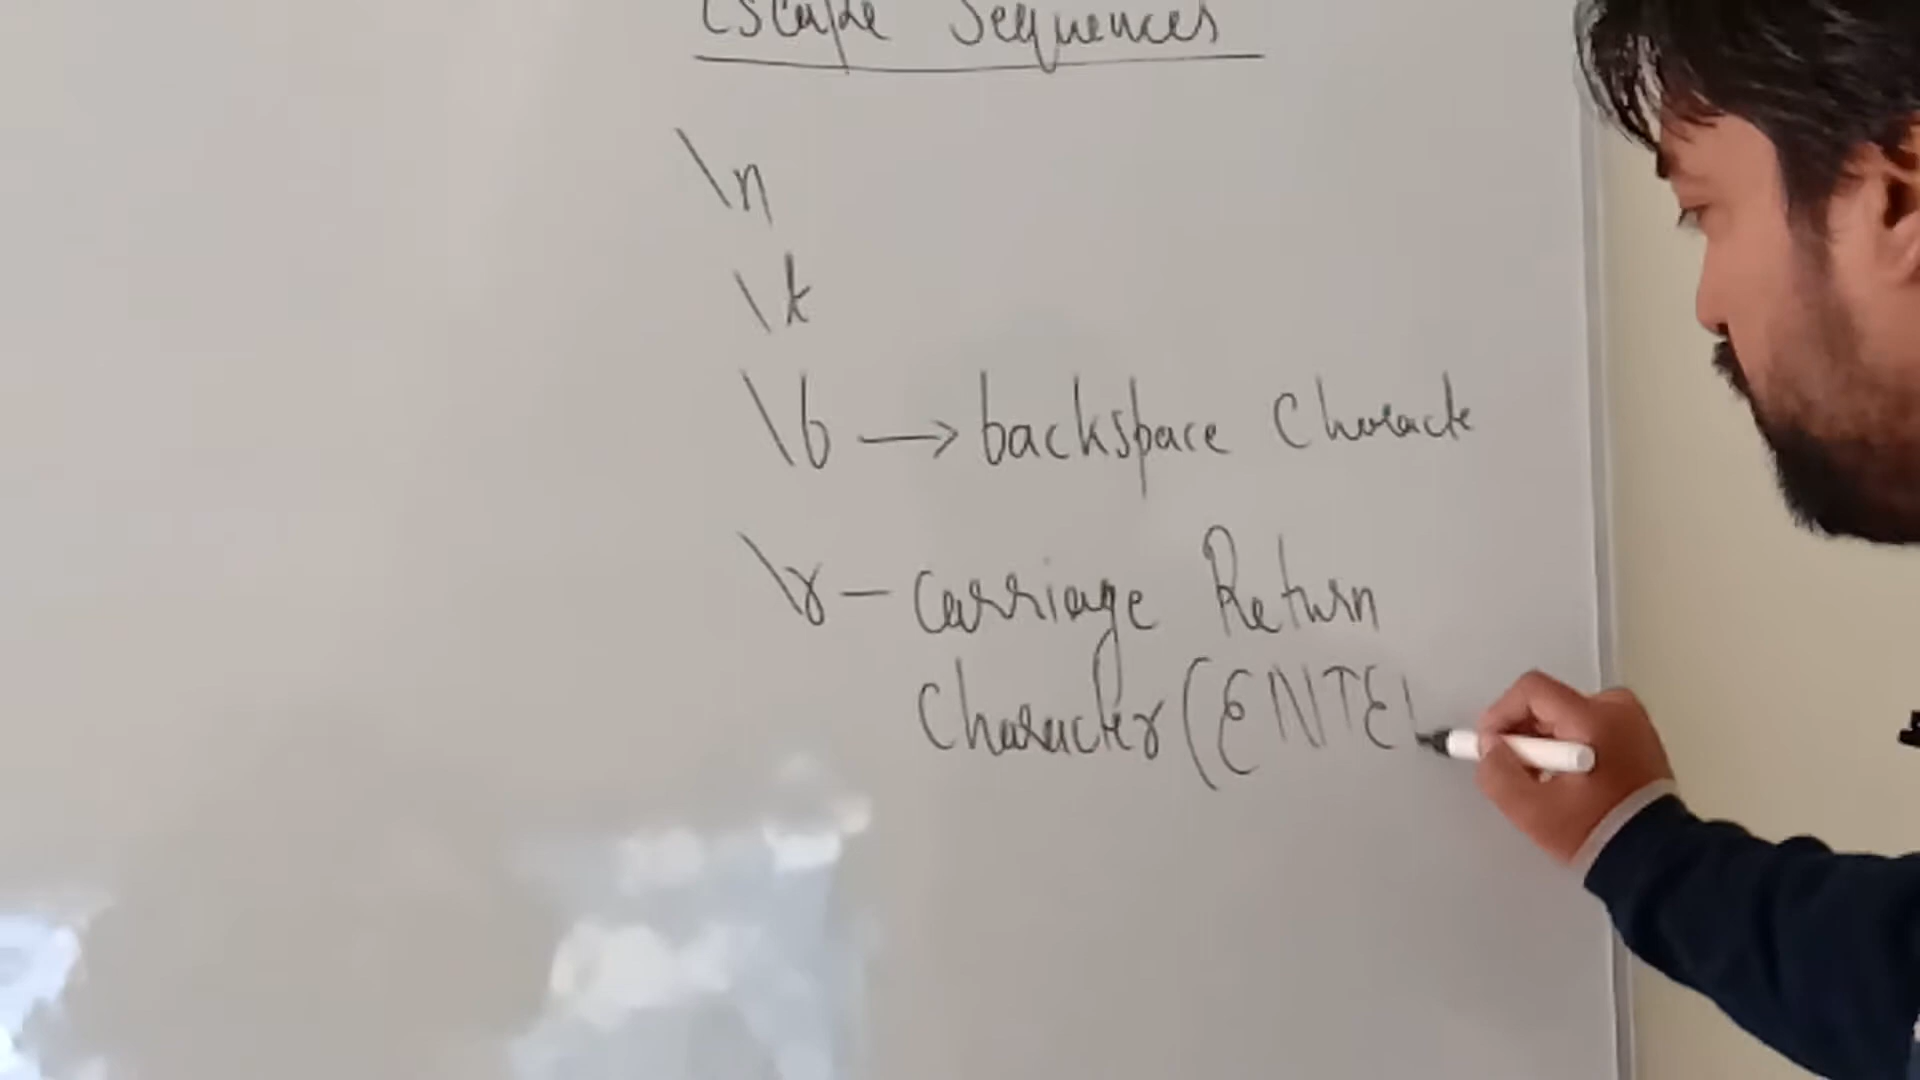 Escape Sequences
\n
\t
\b → backspace Characte
\r — Carriage Return
Character (ENTE